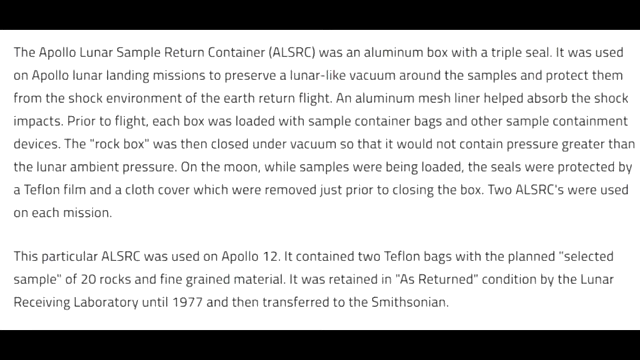 The Apollo Lunar Sample Return Container (ALSRC) was an aluminum box with a triple seal. It was used
on Apollo lunar landing missions to preserve a lunar-like vacuum around the samples and protect them
from the shock environment of the earth return flight. An aluminum mesh liner helped absorb the shock
impacts. Prior to flight, each box was loaded with sample container bags and other sample containment
devices. The "rock box" was then closed under vacuum so that it would not contain pressure greater than
the lunar ambient pressure. On the moon, while samples were being loaded, the seals were protected by
a Teflon film and a cloth cover which were removed just prior to closing the box. Two ALSRC's were used
on each mission.
This particular ALSRC was used on Apollo 12. It contained two Teflon bags with the planned "selected
sample" of 20 rocks and fine grained material. It was retained in "As Returned" condition by the Lunar
Receiving Laboratory until 1977 and then transferred to the Smithsonian.